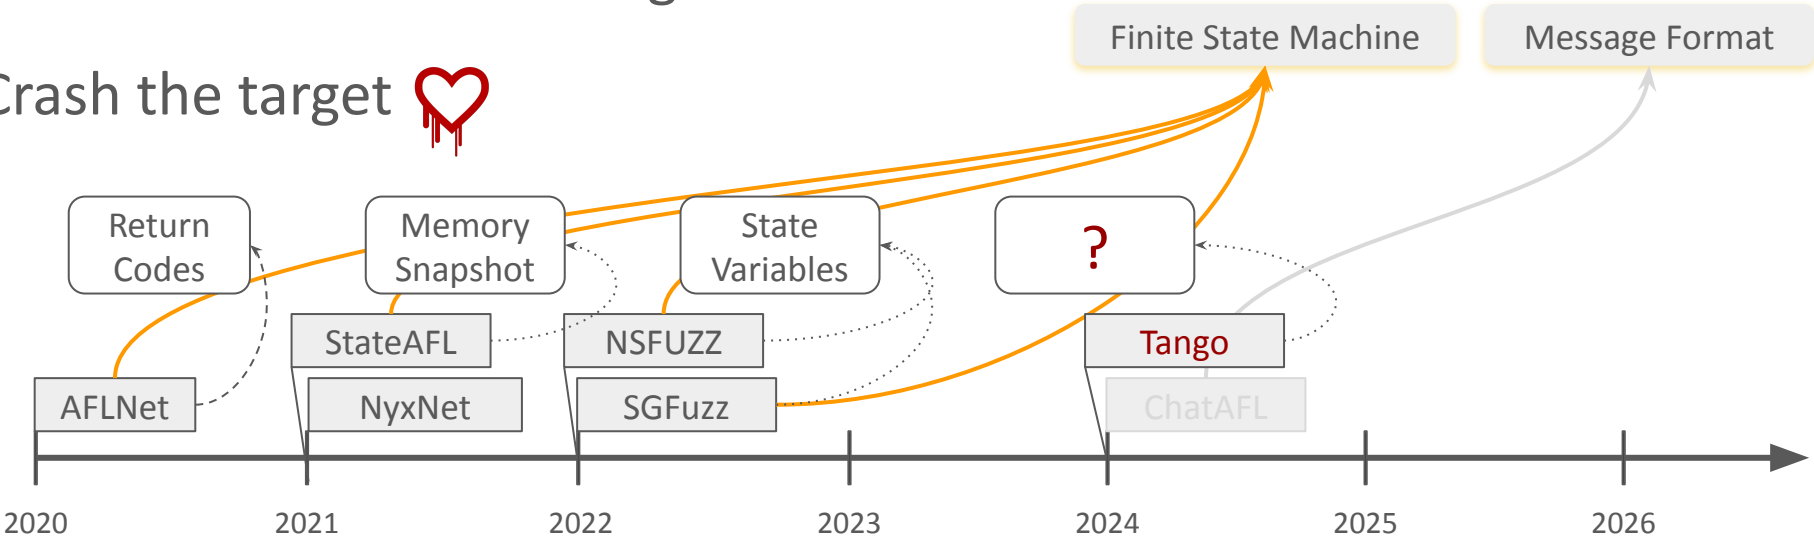 Finite State Machine
Message Format
Crash the target
Return
Codes
Memory
Snapshot
State
Variables
?
StateAFL
NSFUZZ
Tango
AFLNet
NyxNet
SGFuzz
ChatAFL
2020
2021
2022
2023
2024
2025
2026